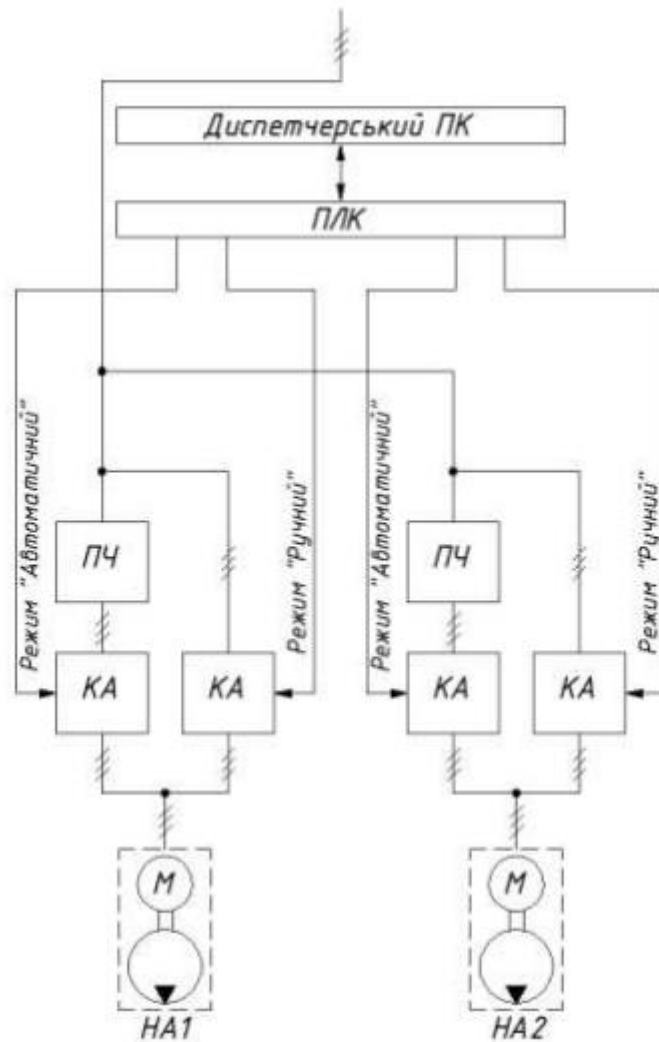 Диспетчерський ПК
ПЛК
Режим "Автоматичний"
Режим "Ручний"
Режим "Автоматичний"
Режим "Ручний"
ПЧ
ПЧ
КА
КА
КА
КА
М
М
НА1
НА2